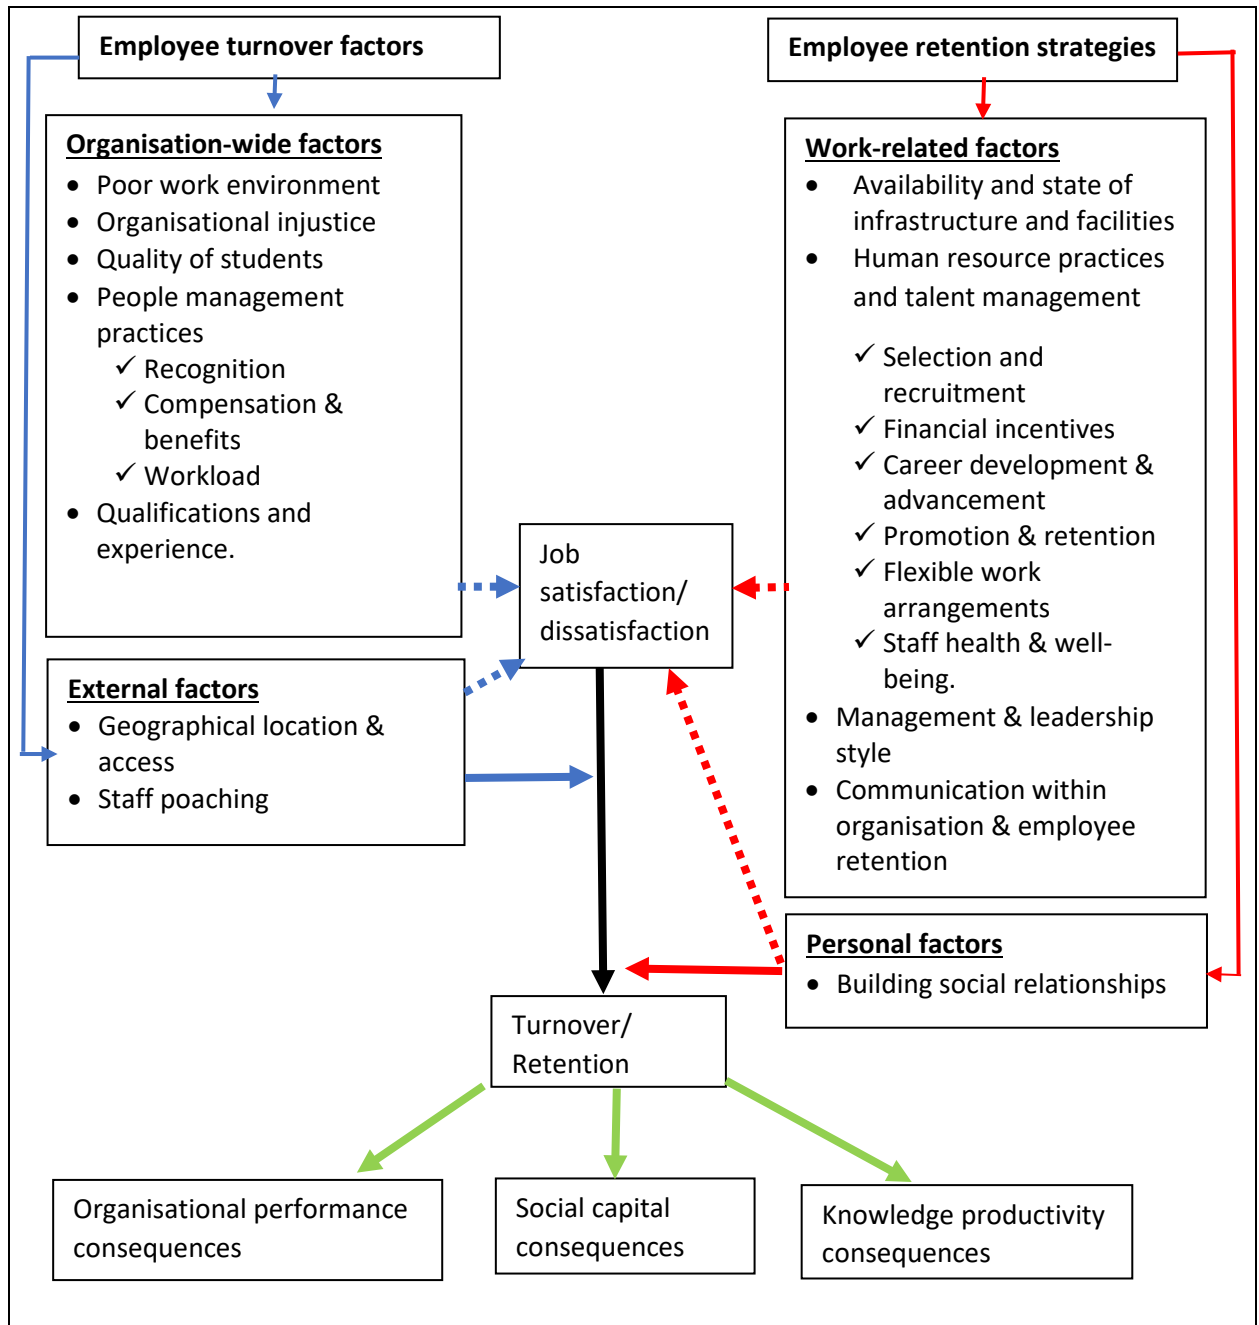 Employee turnover factors
Employee retention strategies
Organisation-wide factors
• Poor work environment
• Organisational injustice
• Quality of students
• People management
practices
✓ Recognition
✓ Compensation &
benefits
✓ Workload
• Qualifications and
experience.
Work-related factors
• Availability and state of
infrastructure and facilities
• Human resource practices
and talent management
✓ Selection and
recruitment
✓ Financial incentives
✓ Career development &
advancement
✓ Promotion & retention
✓ Flexible work
arrangements
✓ Staff health & well-
being.
• Management & leadership
style
• Communication within
organisation & employee
retention
Job
satisfaction/
dissatisfaction
External factors
• Geographical location &
access
• Staff poaching
Personal factors
• Building social relationships
Turnover/
Retention
Organisational performance
consequences
Social capital
consequences
Knowledge productivity
consequences